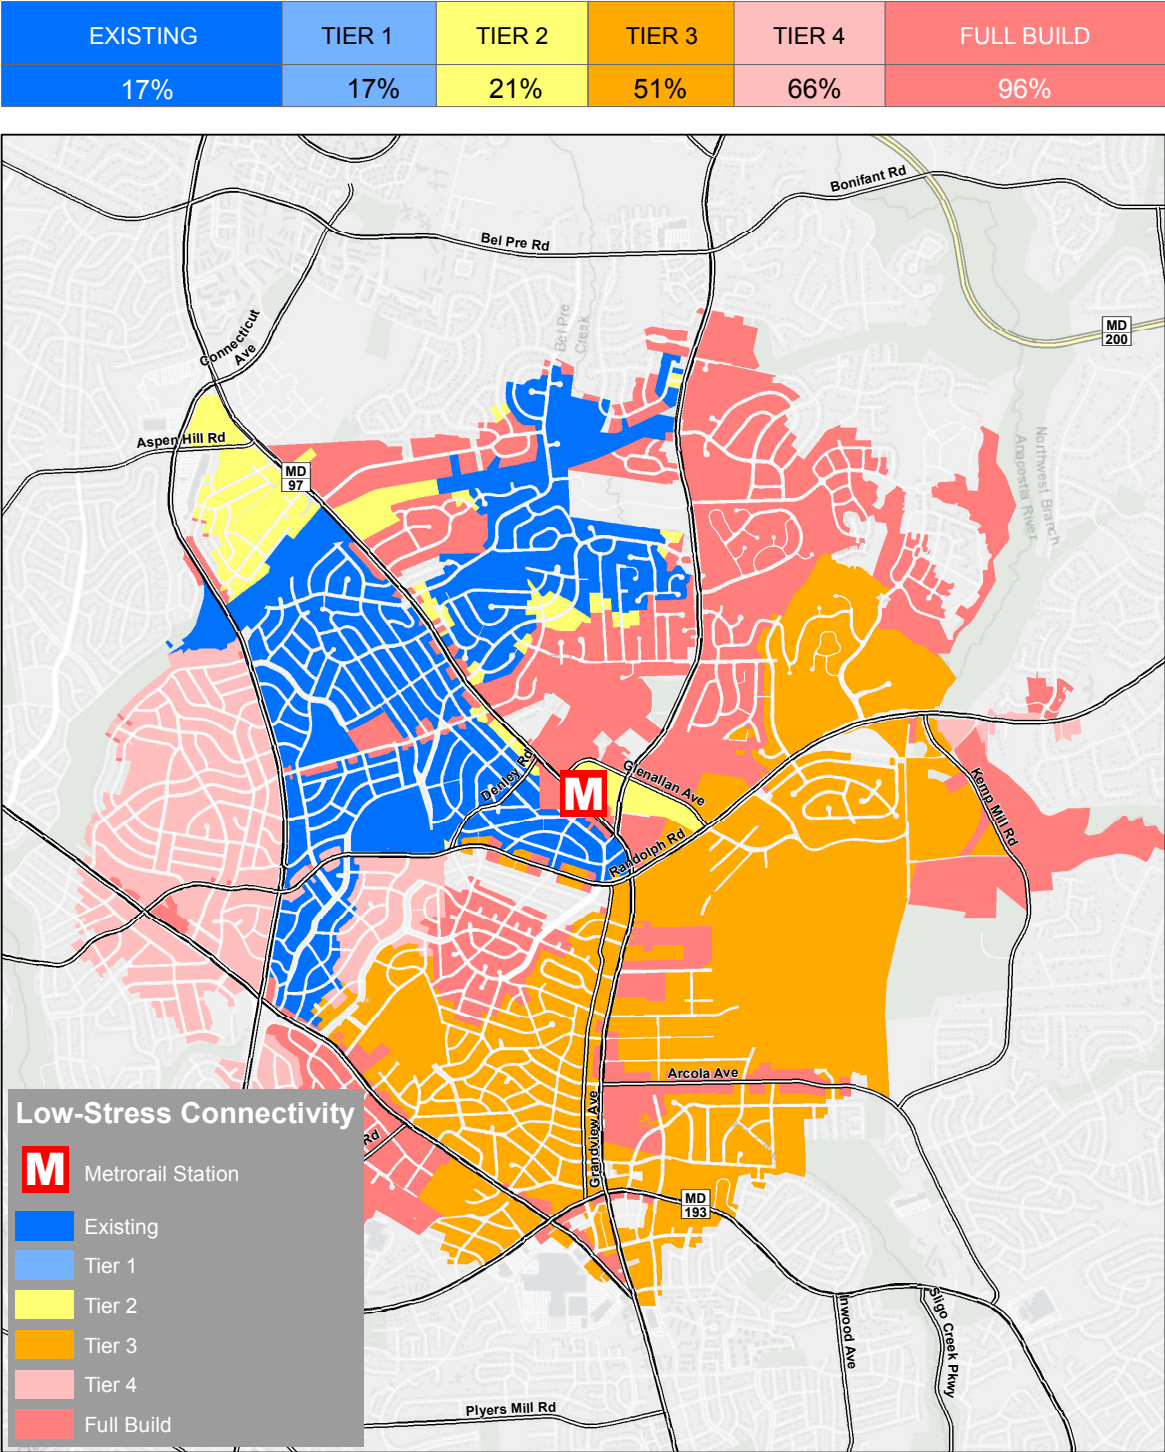 EXISTING TIER 1 TIER 2 TIER 3 TIER 4 FULL BUILD
17% 17% 21% 51% 66% 96%
Bonifant Rd
Bel Pre Rd
Bel Pre
Creek
MD
200
Connecticut
Ave
Aspen Hill Rd
MD
97
Northwest Branch
Anacostia River
Denley Rd
M
Glenallan Ave
Randolph Rd
Kemp Mill Rd
Arcola Ave
Grandview Ave
Rd
MD
193
Inwood Ave
Sligo Creek Pkwy
Plyers Mill Rd
Low-Stress Connectivity
M Metrorail Station
Existing
Tier 1
Tier 2
Tier 3
Tier 4
Full Build